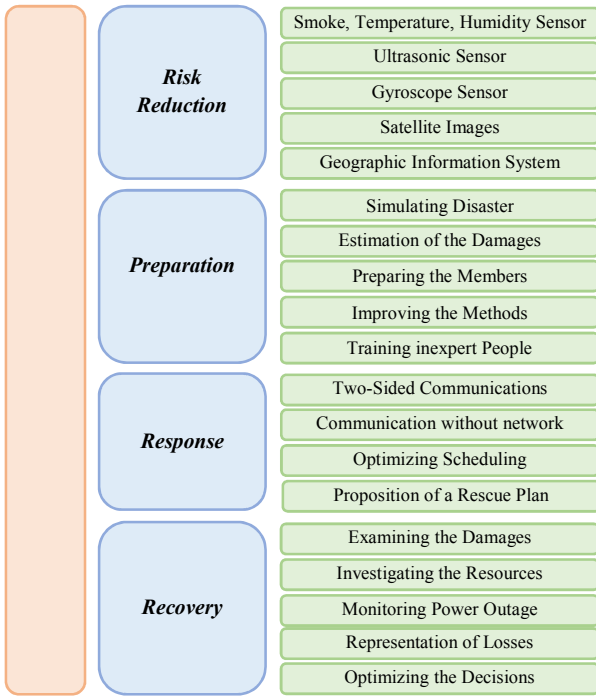 Risk
Reduction
Smoke, Temperature, Humidity Sensor
Ultrasonic Sensor
Gyroscope Sensor
Satellite Images
Geographic Information System
Preparation
Simulating Disaster
Estimation of the Damages
Preparing the Members
Improving the Methods
Training inexpert People
Response
Two-Sided Communications
Communication without network
Optimizing Scheduling
Proposition of a Rescue Plan
Recovery
Examining the Damages
Investigating the Resources
Monitoring Power Outage
Representation of Losses
Optimizing the Decisions